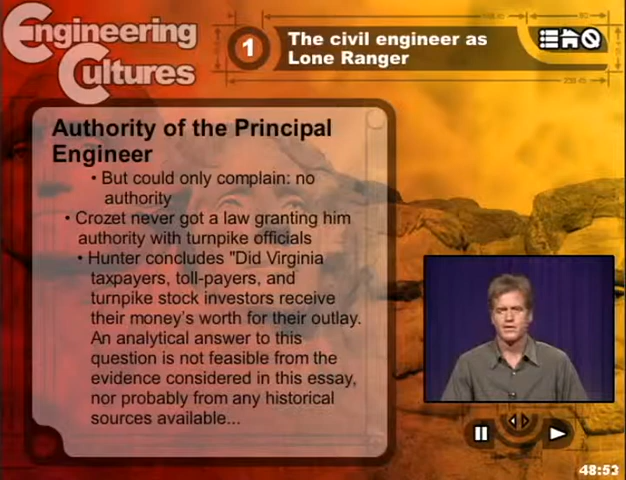 Engineering
Cultures
1
The civil engineer as
Lone Ranger
Authority of the Principal
Engineer
• But could only complain: no
authority
• Crozet never got a law granting him
authority with turnpike officials
• Hunter concludes "Did Virginia
taxpayers, toll-payers, and
turnpike stock investors receive
their money's worth for their outlay.
An analytical answer to this
question is not feasible from the
evidence considered in this essay,
nor probably from any historical
sources available...
48:53